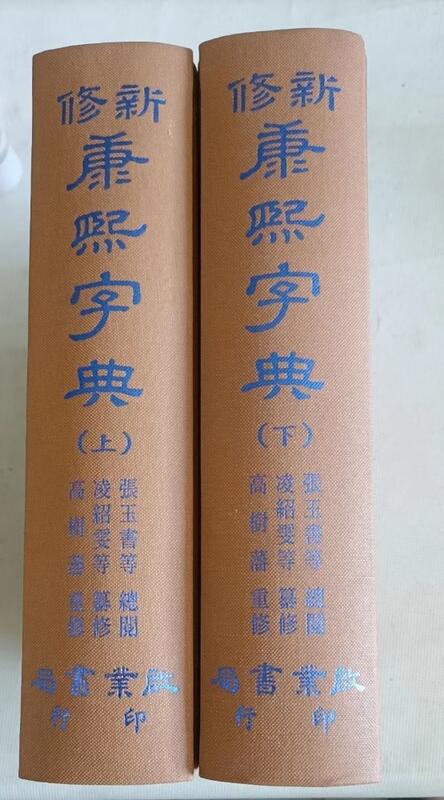 新修
康熙字典
(上)
張玉書等 總閱
凌紹雯等 纂修
高樹藩 重修
啟業書局
印行
新修
康熙字典
(下)
張玉書等 總閱
凌紹雯等 纂修
高樹藩 重修
啟業書局
印行